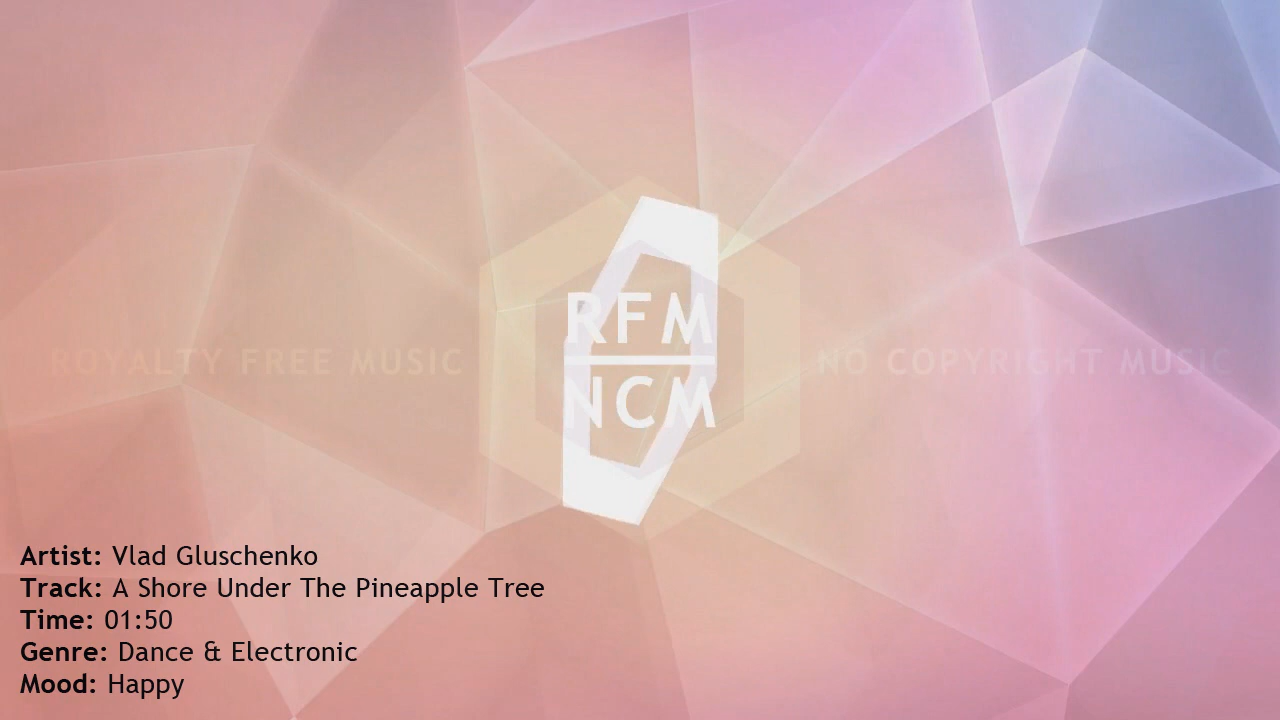 RFM
NCM
ROYALTY FREE MUSIC
NO COPYRIGHT MUSIC
Artist: Vlad Gluschenko
Track: A Shore Under The Pineapple Tree
Time: 01:50
Genre: Dance & Electronic
Mood: Happy